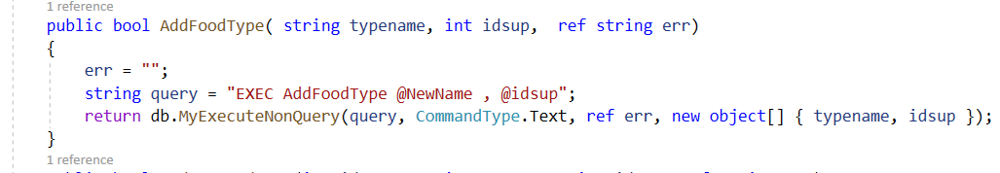 1 reference
public bool AddFoodType( string typename, int idsup,  ref string err)
{
    err = "";
    string query = "EXEC AddFoodType @NewName , @idsup";
    return db.MyExecuteNonQuery(query, CommandType.Text, ref err, new object[] { typename, idsup });
}
1 reference